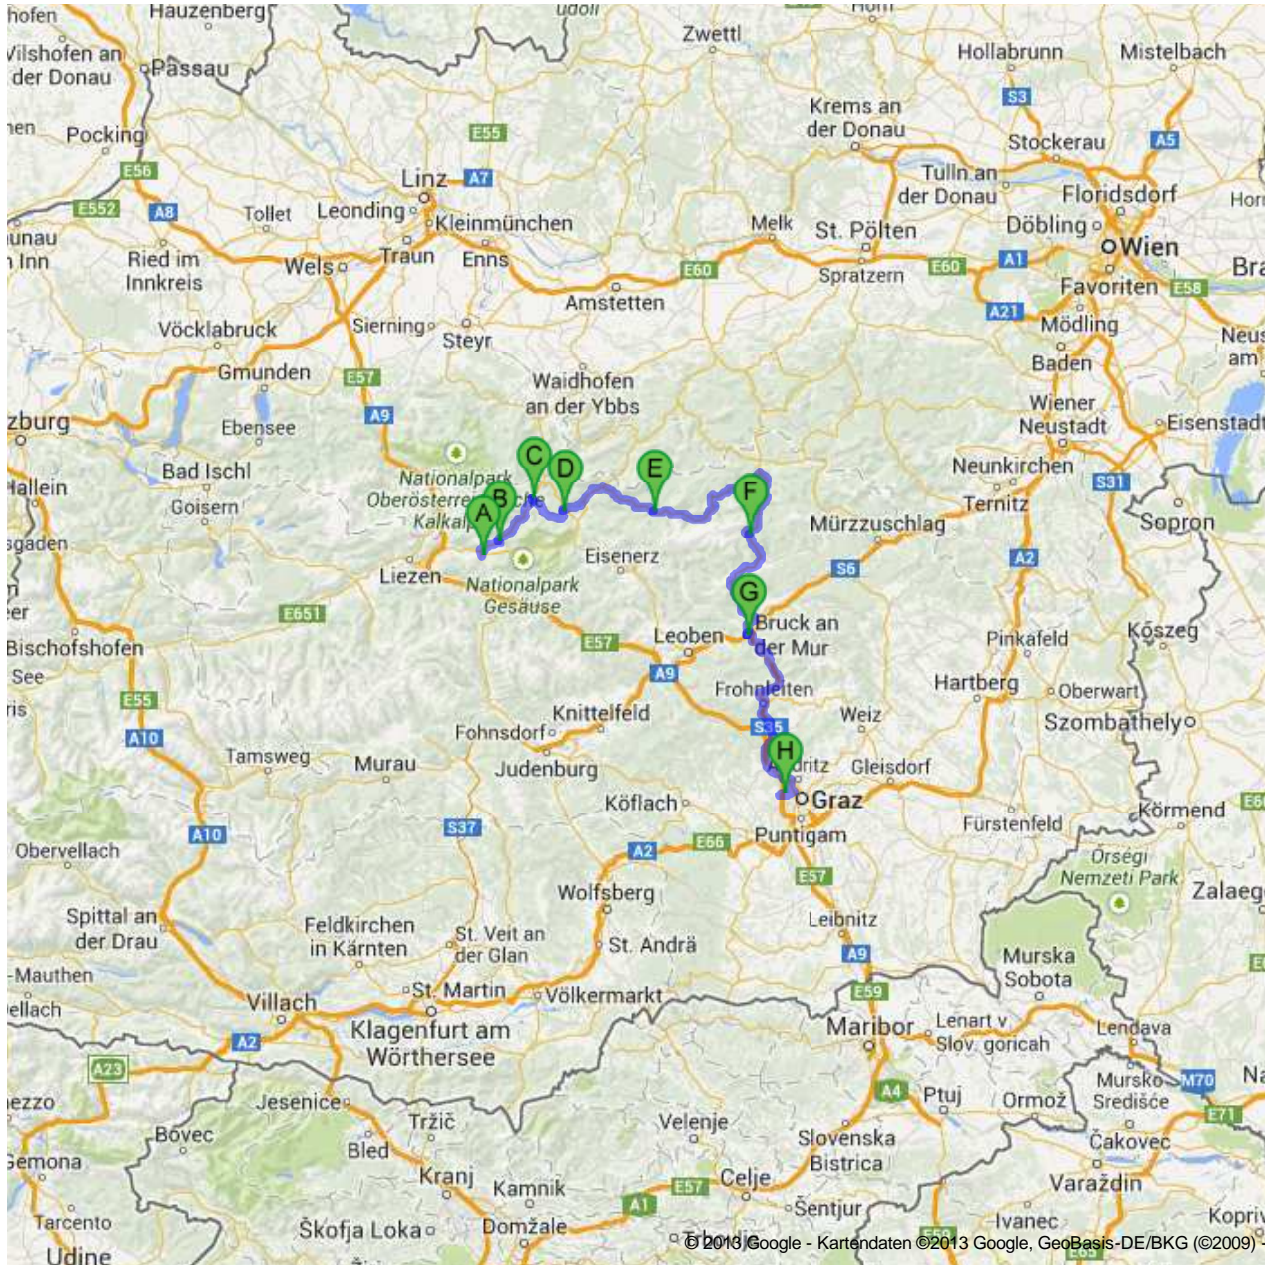 Hauzenberg
Zwettl
Hollabrunn
Mistelbach
Vilshofen an
der Donau
Passau
S3
Krems an
der Donau
E55
Stockerau
A5
Pocking
E56
Linz
A7
Tulln an
der Donau
Floridsdorf
E552
A8
Tollet
Leonding
Kleinmünchen
Melk
St. Pölten
Döbling
Wien
Ried im
Innkreis
Wels
Traun
Enns
E60
Spratzern
E60
A1
Favoriten
E58
Amstetten
A21
Mödling
Vöcklabruck
Sierning
Steyr
Baden
Gmunden
E57
Waidhofen
an der Ybbs
Wiener
Neustadt
Eisenstadt
A9
Ebensee
C
D
E
Bad Ischl
Goisern
Nationalpark
Kalkalp
B
A
F
Neunkirchen
Ternitz
S31
Sopron
Mürzzuschlag
Liezen
Eisenerz
Nationalpark
Gesäuse
S6
A2
E651
G
Bischofshofen
E57
Leoben
Bruck an
der Mur
Pinkafeld
Kőszeg
See
A9
Frohnleiten
Hartberg
Oberwart
E55
Knittelfeld
Weiz
Szombathely
A10
Fohnsdorf
S35
Tamsweg
Murau
Judenburg
H
Gleisdorf
Köflach
Graz
Körmend
A10
S37
Puntigam
Fürstenfeld
Obervellach
A2
E66
E57
Őrségi
Nemzeti Park
Wolfsberg
Spittal an
der Drau
Feldkirchen
in Kärnten
St. Veit an
der Glan
St. Andrä
Leibnitz
-Mauthen
A9
Murska
Sobota
St. Martin
Völkermarkt
E59
Villach
Klagenfurt am
Wörthersee
Maribor
Lenart v
Slov. goricah
Lendava
A2
A23
Mursko
Središće
M70
Jesenice
A4
Ptuj
Ormož
E71
Tržič
Velenje
Bovec
Bled
Slovenska
Bistrica
Čakovec
Kranj
Kamnik
Celje
Varaždin
E57
A1
Šentjur
Tarcento
Škofja Loka
Domžale
Ivanec
Udine
© 2013 Google - Kartendaten ©2013 Google, GeoBasis-DE/BKG (©2009) -